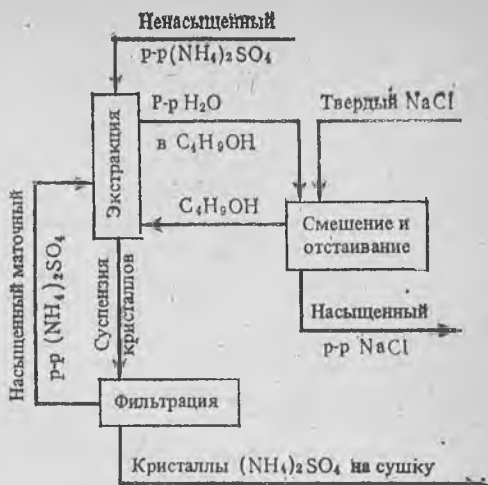 Ненасыщенный
р-р(NH₄)₂SO₄
Р-р H₂O
в C₄H₉OH
Твердый NaCl
Экстракция
C₄H₉OH
Смешение и
отстаивание
Насыщенный маточный
р-р (NH₄)₂SO₄
Суспензия
кристаллов
Насыщенный
р-р NaCl
Фильтрация
Кристаллы (NH₄)₂SO₄ на сушку